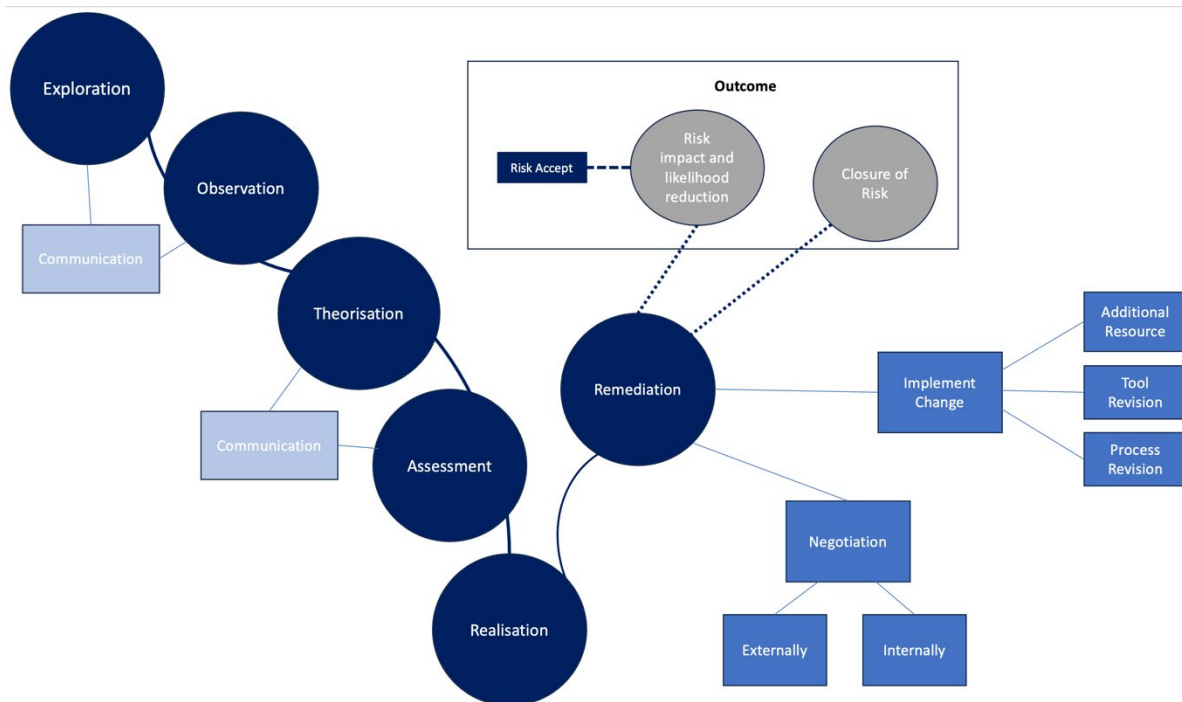 Exploration
Observation
Communication
Theorisation
Communication
Assessment
Realisation
Outcome
Risk Accept
Risk
impact and
likelihood
reduction
Closure of
Risk
Remediation
Implement
Change
Additional
Resource
Tool
Revision
Process
Revision
Negotiation
Externally
Internally